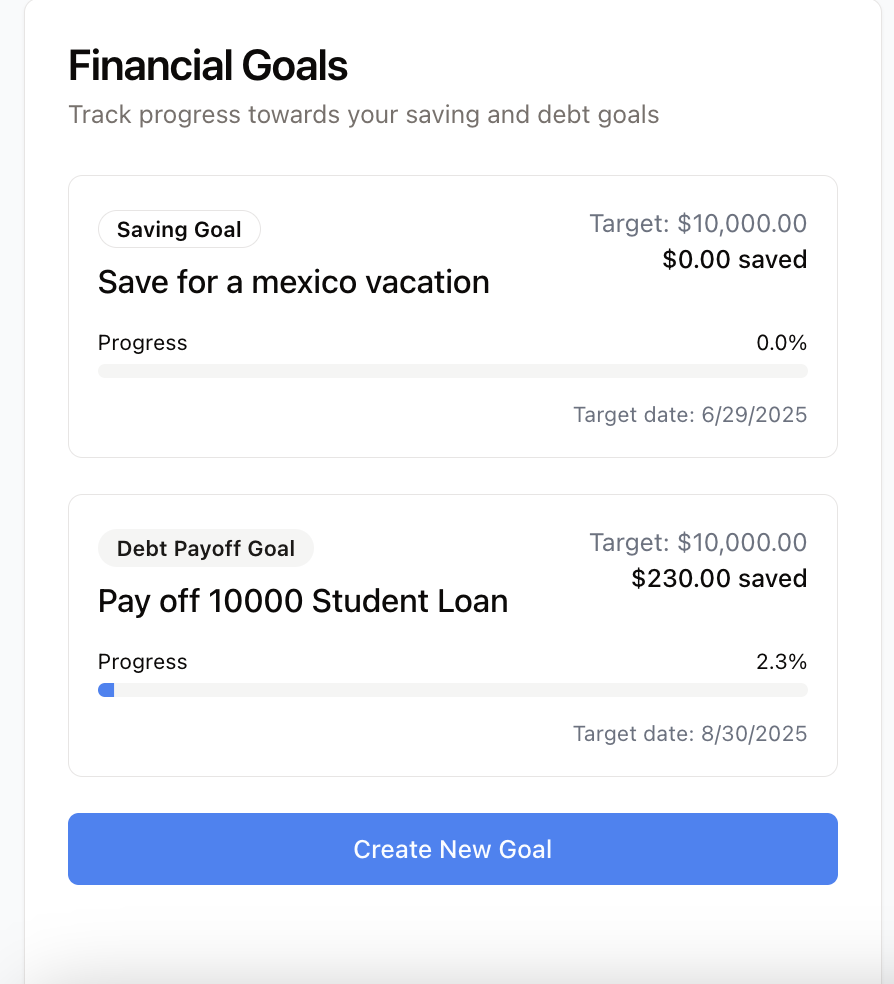 Financial Goals
Track progress towards your saving and debt goals
Saving Goal
Target: $10,000.00
$0.00 saved
Save for a mexico vacation
Progress
0.0%
Target date: 6/29/2025
Debt Payoff Goal
Target: $10,000.00
$230.00 saved
Pay off 10000 Student Loan
Progress
2.3%
Target date: 8/30/2025
Create New Goal